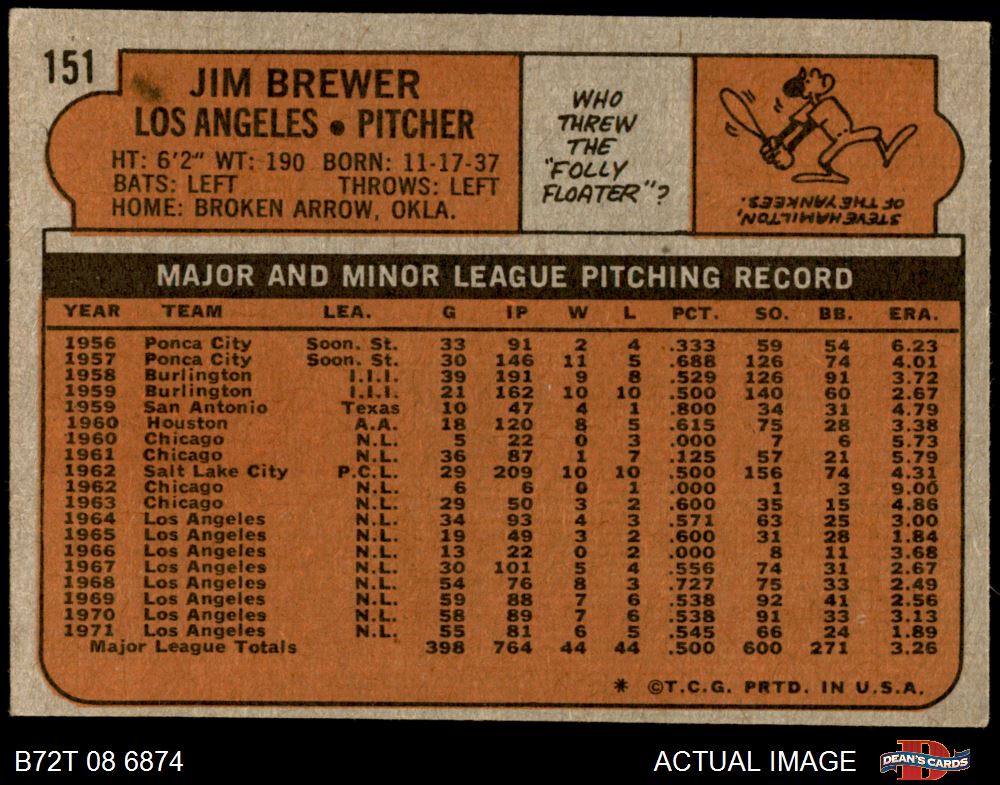 151
JIM BREWER
LOS ANGELES • PITCHER
HT: 6'2" WT: 190 BORN: 11-17-37
BATS: LEFT THROWS: LEFT
HOME: BROKEN ARROW, OKLA.
WHO
THREW
THE
"FOLLY
FLOATER"?
STEVE HAMILTON,
OF THE YANKEES.
MAJOR AND MINOR LEAGUE PITCHING RECORD
YEAR TEAM LEA. G IP W L PCT. SO. BB. ERA.
1956 Ponca City Soon. St. 33 91 2 4 .333 59 54 6.23
1957 Ponca City Soon. St. 30 146 11 5 .688 126 74 4.01
1958 Burlington I.I.I. 39 191 9 8 .529 126 91 3.72
1959 Burlington I.I.I. 21 162 10 10 .500 140 60 2.67
1959 San Antonio Texas 10 47 4 1 .800 34 31 4.79
1960 Houston A.A. 18 120 8 5 .615 75 28 3.38
1960 Chicago N.L. 5 22 0 3 .000 7 6 5.73
1961 Chicago N.L. 36 87 1 7 .125 57 21 5.79
1962 Salt Lake City P.C.L. 29 209 10 10 .500 156 74 4.31
1962 Chicago N.L. 6 6 0 1 .000 1 3 9.00
1963 Chicago N.L. 29 50 3 2 .600 35 15 4.86
1964 Los Angeles N.L. 34 93 4 3 .571 63 25 3.00
1965 Los Angeles N.L. 19 49 3 2 .600 31 28 1.84
1966 Los Angeles N.L. 13 22 0 2 .000 8 11 3.68
1967 Los Angeles N.L. 30 101 5 4 .556 74 31 2.67
1968 Los Angeles N.L. 54 76 8 3 .727 75 33 2.49
1969 Los Angeles N.L. 59 88 7 6 .538 92 41 2.56
1970 Los Angeles N.L. 58 89 7 6 .538 91 33 3.13
1971 Los Angeles N.L. 55 81 6 5 .545 66 24 1.89
Major League Totals 398 764 44 44 .500 600 271 3.26
* ©T.C.G. PRTD. IN U.S.A.
B72T 08 6874 ACTUAL IMAGE D DEAN'S CARDS